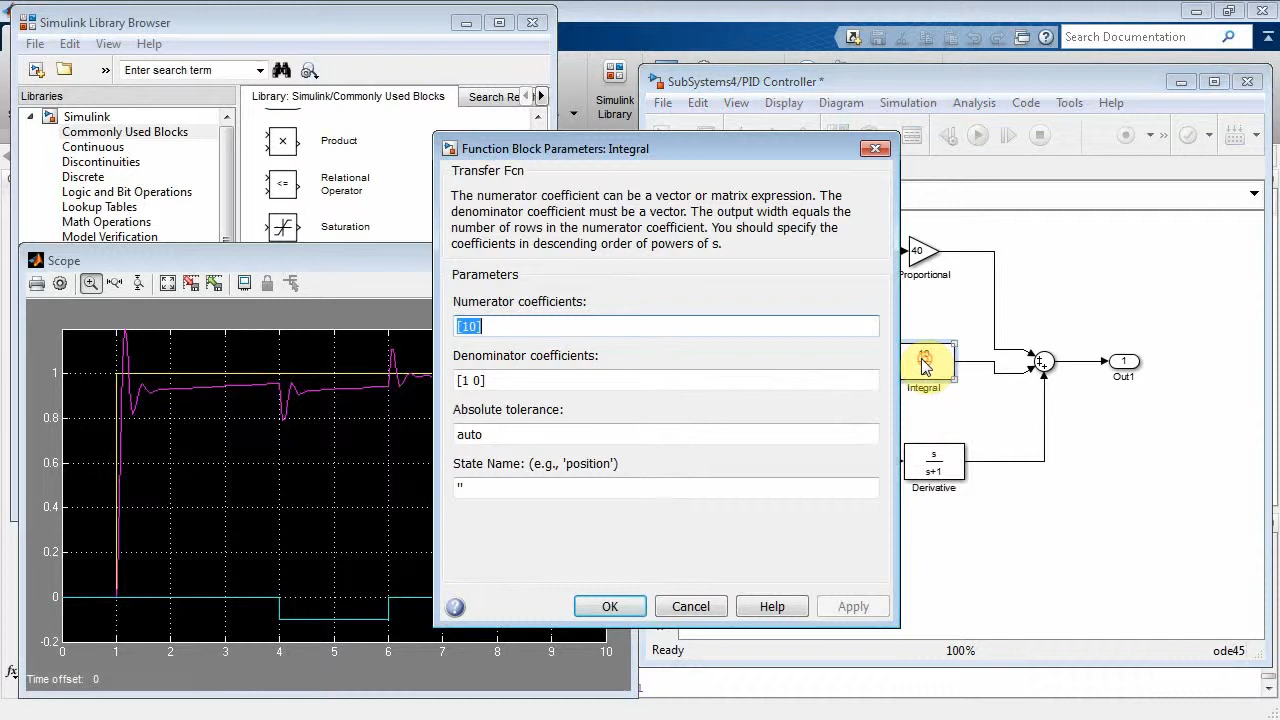 Simulink Library Browser
File Edit View Help
Enter search term
Libraries
Library: Simulink/Commonly Used Blocks
Search Re
Simulink
Commonly Used Blocks
Continuous
Discontinuities
Discrete
Logic and Bit Operations
Lookup Tables
Math Operations
Model Verification
×
Product
<=
Relational
Operator
Saturation
Search Documentation
Simulink
Library
SubSystems4/PID Controller *
File Edit View Display Diagram Simulation Analysis Code Tools Help
Function Block Parameters: Integral
Transfer Fcn
The numerator coefficient can be a vector or matrix expression. The
denominator coefficient must be a vector. The output width equals the
number of rows in the numerator coefficient. You should specify the
coefficients in descending order of powers of s.
Parameters
Numerator coefficients:
[10]
Denominator coefficients:
[1 0]
Absolute tolerance:
auto
State Name: (e.g., 'position')
''
OK Cancel Help Apply
Scope
1
0.8
0.6
0.4
0.2
0
-0.2
0 1 2 3 4 5 6 7 8 9 10
Time offset: 0
40
Proportional
Integral
s
s+1
Derivative
1
Out1
Ready 100% ode45
fx